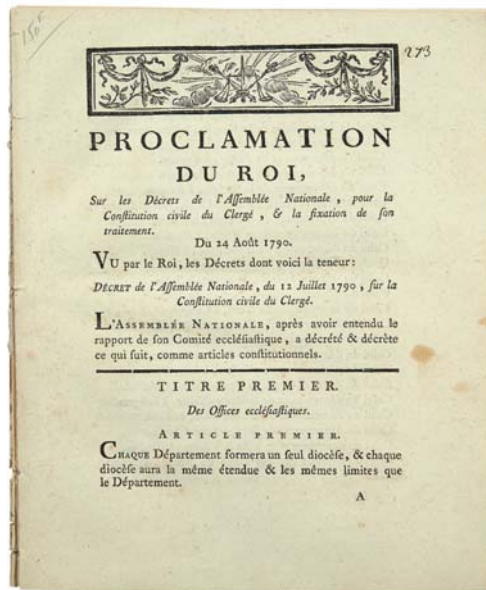 150 F
273
PROCLAMATION
DU ROI,
Sur les Décrets de l'Aſſemblée Nationale , pour la
Conſtitution civile du Clergé , & la fixation de ſon
traitement.
Du 24 Août 1790.
VU par le Roi, les Décrets dont voici la teneur :
DÉCRET de l'Aſſemblée Nationale , du 12 Juillet 1790 , ſur la
Conſtitution civile du Clergé.
L'ASSEMBLÉE NATIONALE, après avoir entendu le
rapport de ſon Comité eccléſiaſtique, a décrété & décrète
ce qui ſuit, comme articles conſtitutionnels.
TITRE PREMIER.
Des Offices eccléſiaſtiques.
ARTICLE PREMIER.
CHAQUE Département formera un ſeul diocèſe, & chaque
diocèſe aura la même étendue & les mêmes limites que
le Département.
A